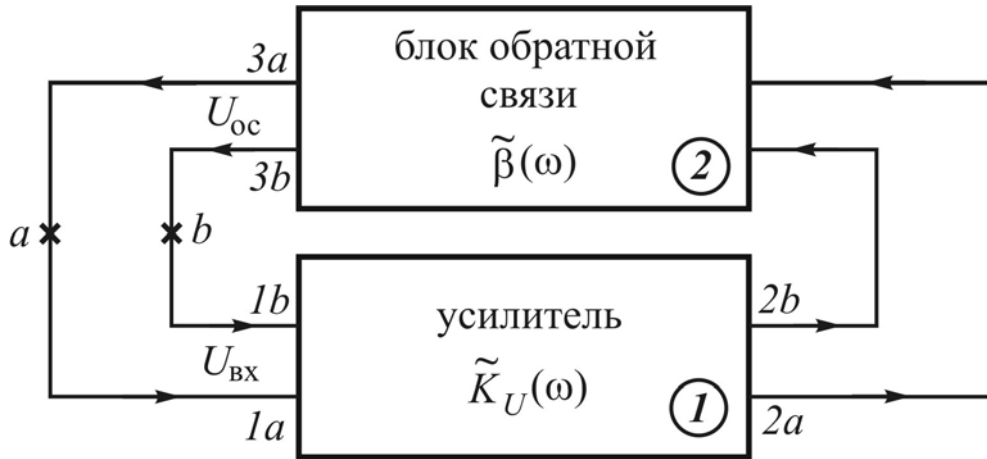 3a
блок обратной
связи
U_ос
3b
β̃(ω)
2
a
b
1b
усилитель
2b
U_вх
K̃_U(ω)
1
1a
2a